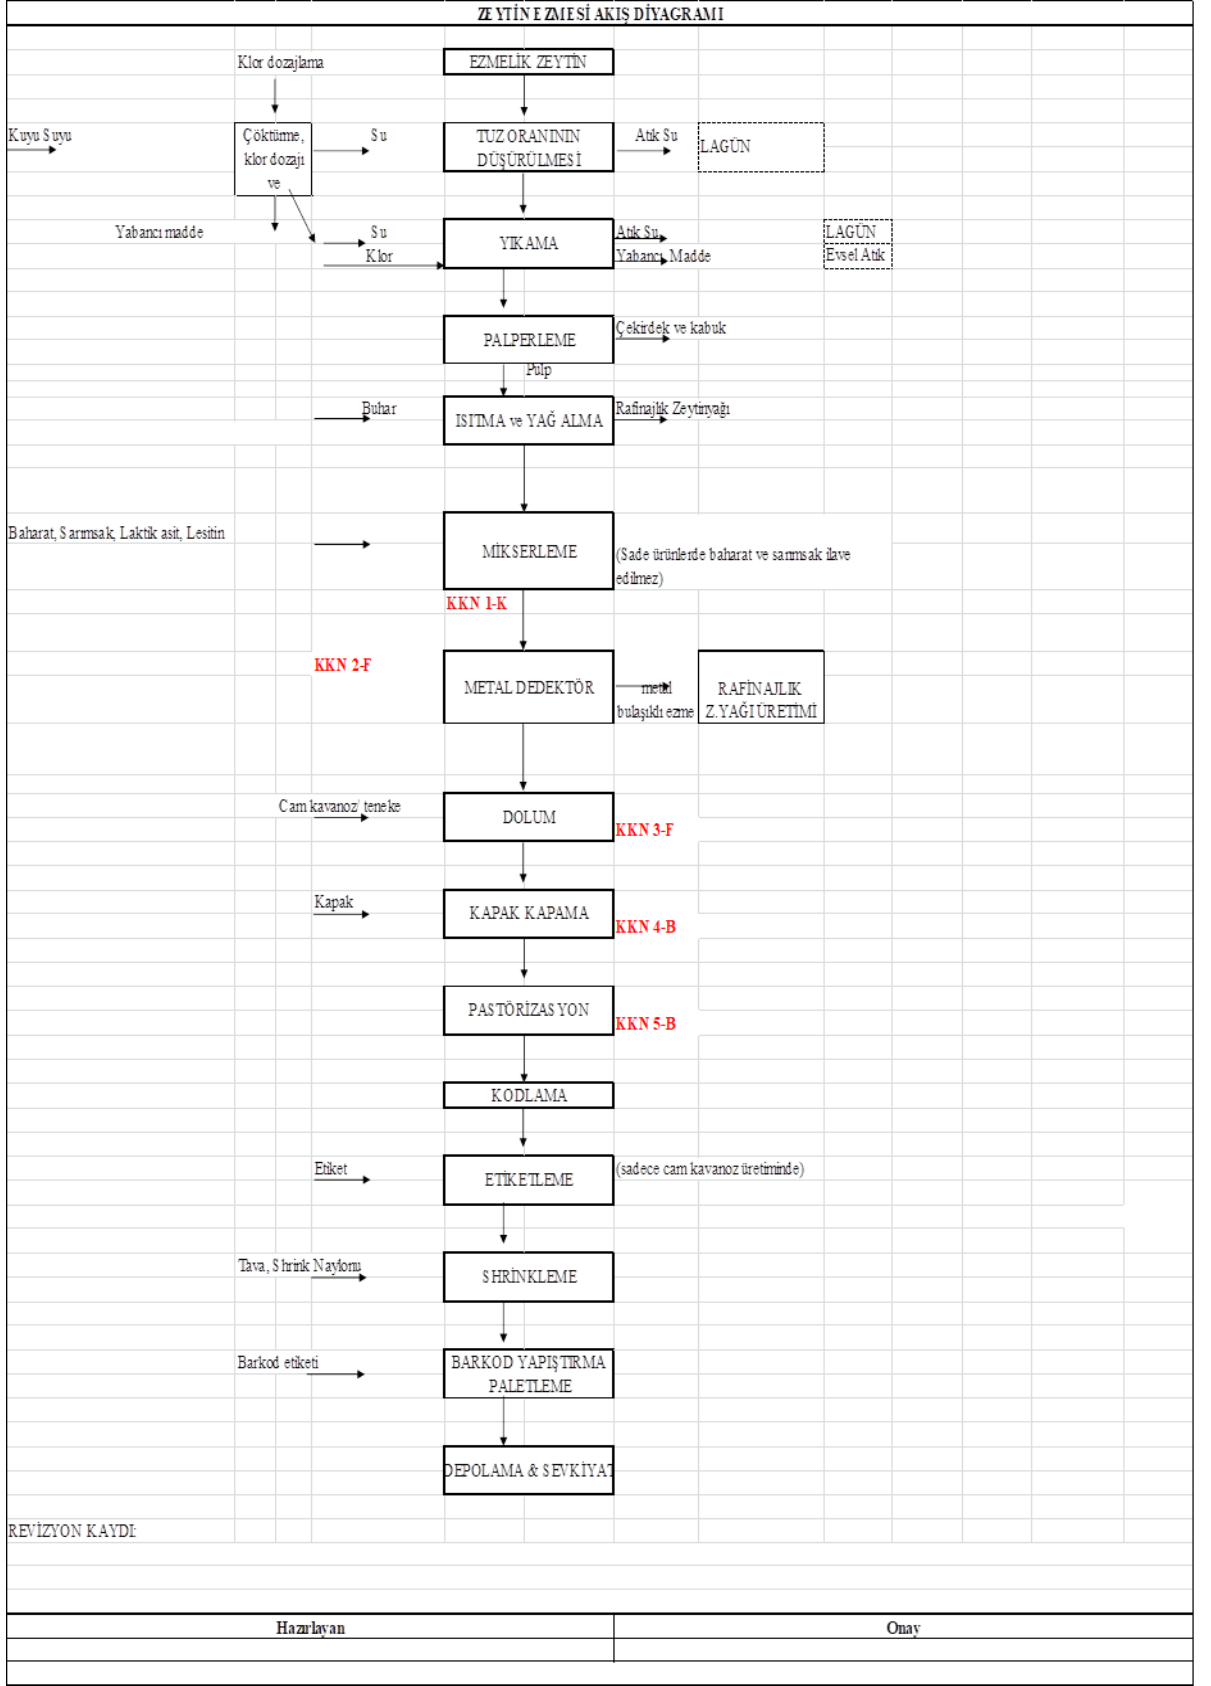 ZEYTİN EZMESİ AKIŞ DİYAGRAMI
Klor dozajlama
EZMELİK ZEYTİN
Kuyu Suyu
Çöktürme,
klor dozajı
ve
Su
TUZ ORANININ
DÜŞÜRÜLMESİ
Atık Su
LAGÜN
Yabancı madde
Su
Klor
YIKAMA
Atık Su
Yabancı Madde
LAGÜN
Evsel Atık
PALPERLEME
Çekirdek ve kabuk
Pulp
Buhar
ISITMA ve YAĞ ALMA
Rafinajlık Zeytinyağı
Baharat, Sarımsak, Laktik asit, Lesitin
MİKSERLEME
(Sade ürünlerde baharat ve sarımsak ilave
edilmez)
KKN 1-K
KKN 2-F
METAL DEDEKTÖR
metal
bulaşıklı ezme
RAFİNAJLIK
Z.YAĞI ÜRETİMİ
Cam kavanoz/ teneke
DOLUM
KKN 3-F
Kapak
KAPAK KAPAMA
KKN 4-B
PASTÖRİZASYON
KKN 5-B
KODLAMA
Etiket
ETİKETLEME
(sadece cam kavanoz üretiminde)
Tava, Shrink Naylonu
SHRİNKLEME
Barkod etiketi
BARKOD YAPIŞTIRMA
PALETLEME
DEPOLAMA & SEVKİYAT
REVİZYON KAYDI:
Hazırlayan
Onay